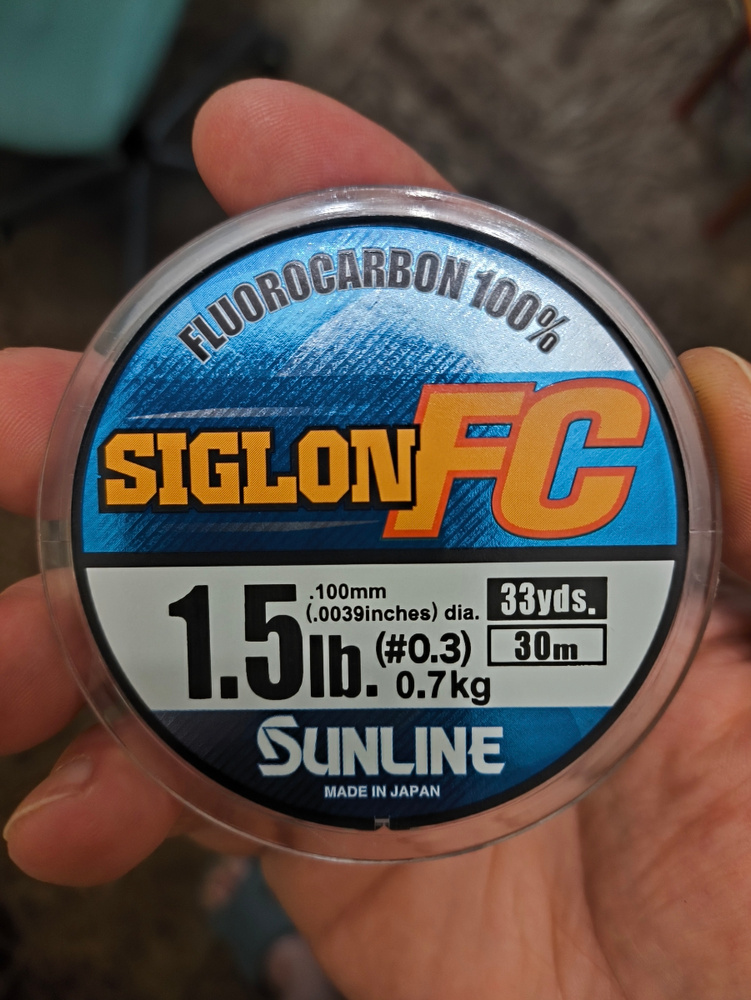 FLUOROCARBON 100%
SIGLON FC
1.5lb.
.100mm
(.0039inches) dia.
(#0.3)
0.7kg
33yds.
30m
SUNLINE
MADE IN JAPAN